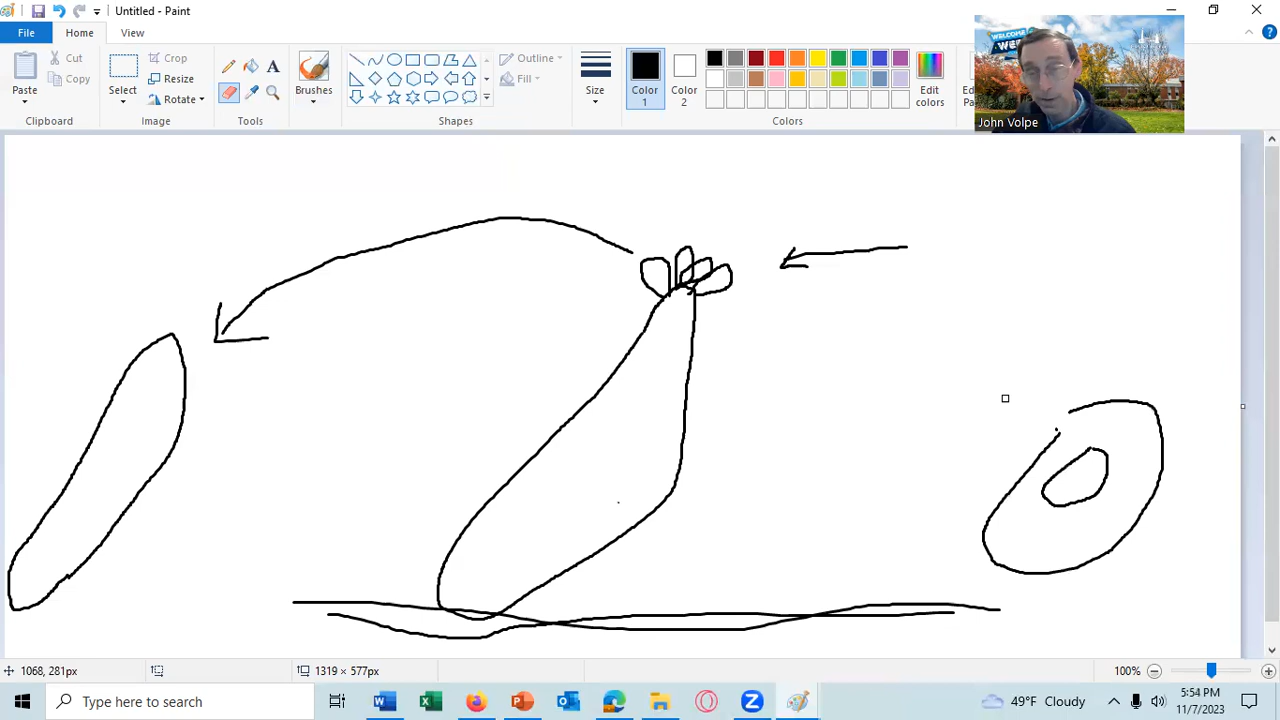 Untitled - Paint
File
Home
View
Paste
Cut
Copy
Clipboard
Select
Crop
Resize
Rotate
Image
A
Tools
Brushes
Shapes
Outline
Fill
Size
Color
1
Color
2
Edit
colors
Colors
WELCOME
John Volpe
1068, 281px
1319 × 577px
100%
Type here to search
49°F Cloudy
5:54 PM
11/7/2023